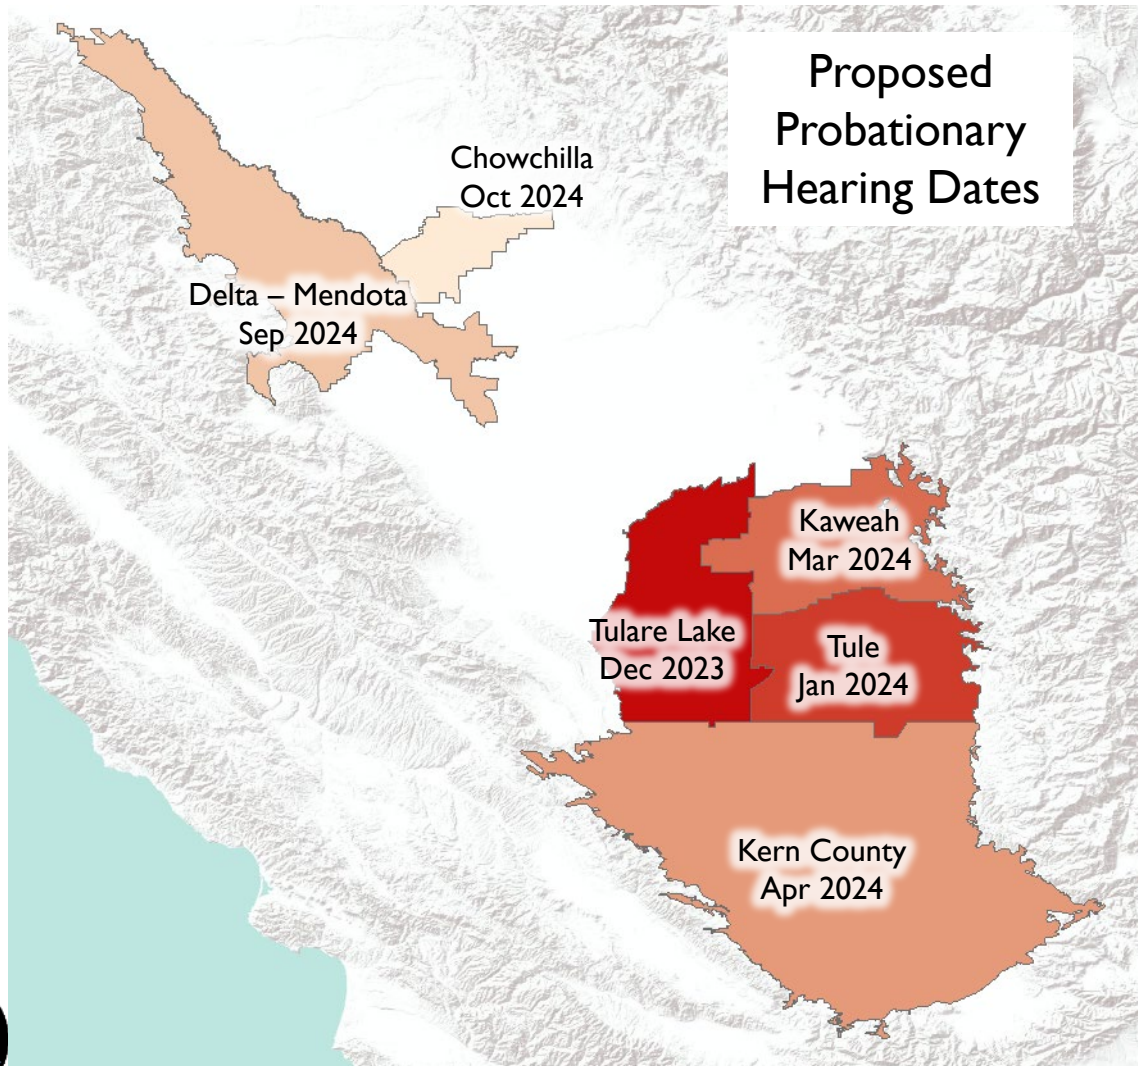 Proposed
Probationary
Hearing Dates
Chowchilla
Oct 2024
Delta – Mendota
Sep 2024
Kaweah
Mar 2024
Tulare Lake
Dec 2023
Tule
Jan 2024
Kern County
Apr 2024